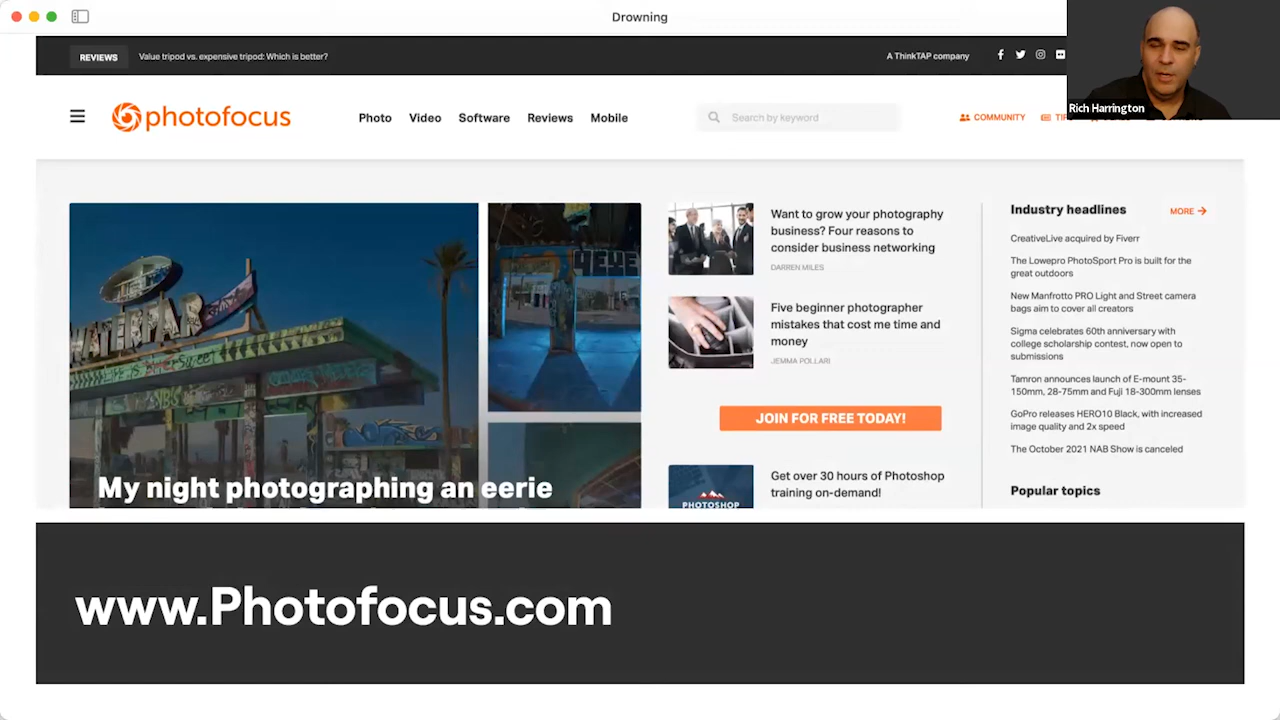 Drowning
REVIEWS
Value tripod vs. expensive tripod: Which is better?
A ThinkTAP company
Rich Harrington
photofocus
Photo
Video
Software
Reviews
Mobile
Search by keyword
COMMUNITY
WATERPARK
LIFE IS SWEET
My night photographing an eerie
Want to grow your photography
business? Four reasons to
consider business networking
DARREN MILES
Five beginner photographer
mistakes that cost me time and
money
JEMMA POLLARI
JOIN FOR FREE TODAY!
PHOTOSHOP
Get over 30 hours of Photoshop
training on-demand!
Industry headlines
MORE
CreativeLive acquired by Fiverr
The Lowepro PhotoSport Pro is built for the
great outdoors
New Manfrotto PRO Light and Street camera
bags aim to cover all creators
Sigma celebrates 60th anniversary with
college scholarship contest, now open to
submissions
Tamron announces launch of E-mount 35-
150mm, 28-75mm and Fuji 18-300mm lenses
GoPro releases HERO10 Black, with increased
image quality and 2x speed
The October 2021 NAB Show is canceled
Popular topics
www.Photofocus.com